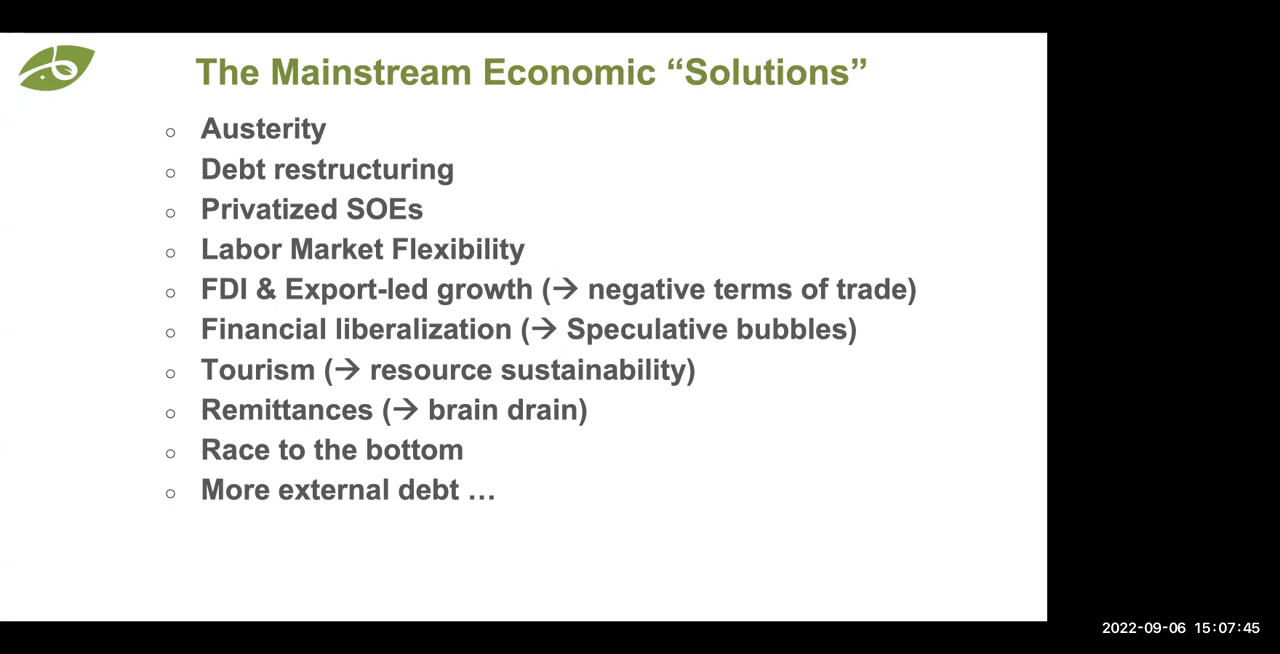 The Mainstream Economic “Solutions”
○ Austerity
○ Debt restructuring
○ Privatized SOEs
○ Labor Market Flexibility
○ FDI & Export-led growth (→ negative terms of trade)
○ Financial liberalization (→ Speculative bubbles)
○ Tourism (→ resource sustainability)
○ Remittances (→ brain drain)
○ Race to the bottom
○ More external debt …
2022-09-06 15:07:45